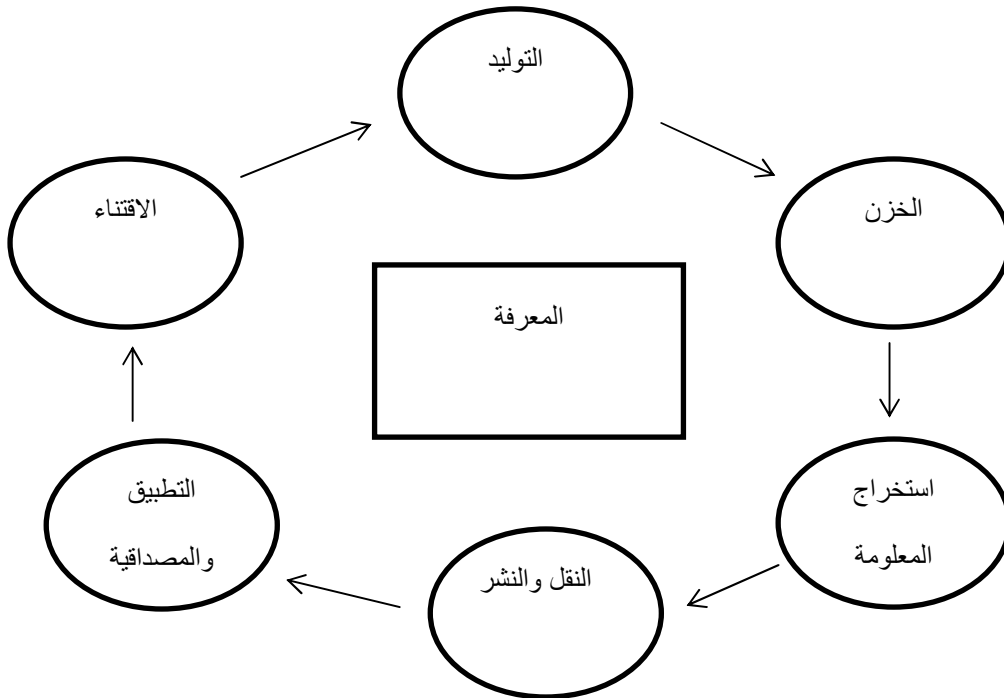 التوليد
الاقتناء
الخزن
المعرفة
التطبيق
والمصداقية
استخراج
المعلومة
النقل والنشر